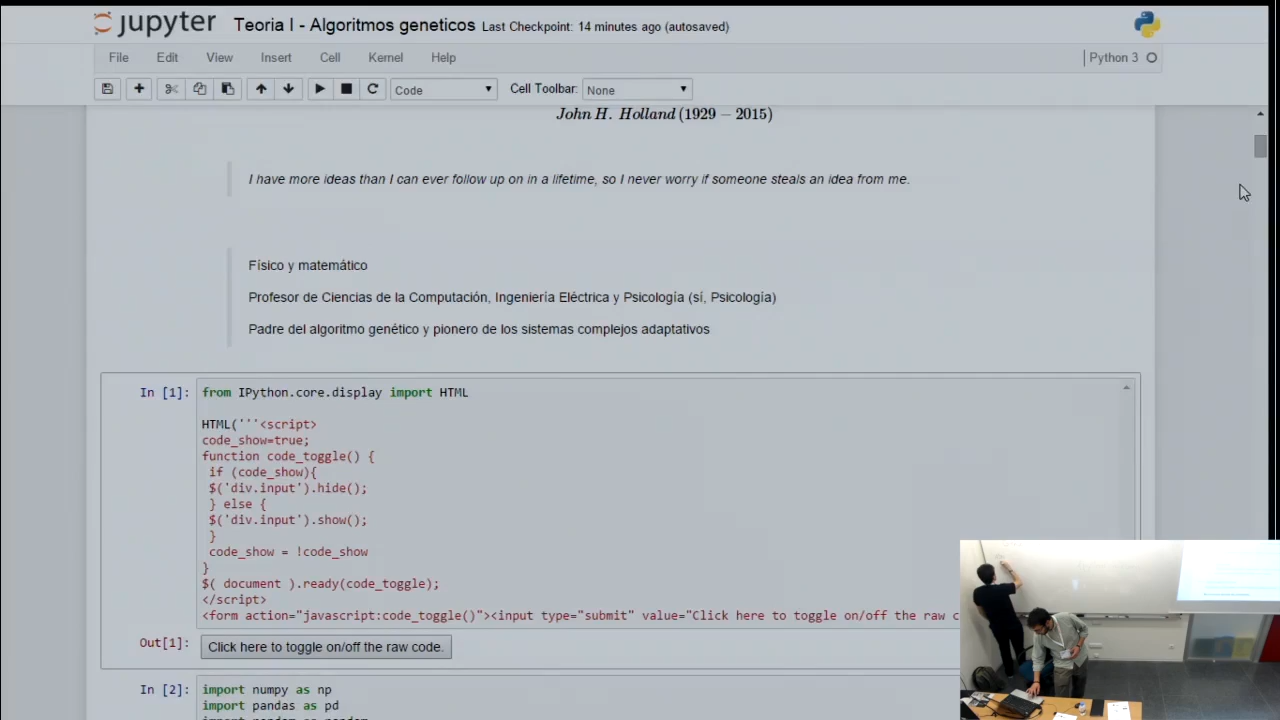 jupyter Teoria I - Algoritmos geneticos Last Checkpoint: 14 minutes ago (autosaved)
File Edit View Insert Cell Kernel Help Python 3
Code Cell Toolbar: None
John H. Holland (1929 − 2015)
I have more ideas than I can ever follow up on in a lifetime, so I never worry if someone steals an idea from me.
Físico y matemático
Profesor de Ciencias de la Computación, Ingeniería Eléctrica y Psicología (sí, Psicología)
Padre del algoritmo genético y pionero de los sistemas complejos adaptativos
In [1]: from IPython.core.display import HTML
HTML('''<script>
code_show=true;
function code_toggle() {
if (code_show){
$('div.input').hide();
} else {
$('div.input').show();
}
code_show = !code_show
}
$( document ).ready(code_toggle);
</script>
<form action="javascript:code_toggle()"><input type="submit" value="Click here to toggle on/off the raw c
Out[1]: Click here to toggle on/off the raw code.
In [2]: import numpy as np
import pandas as pd